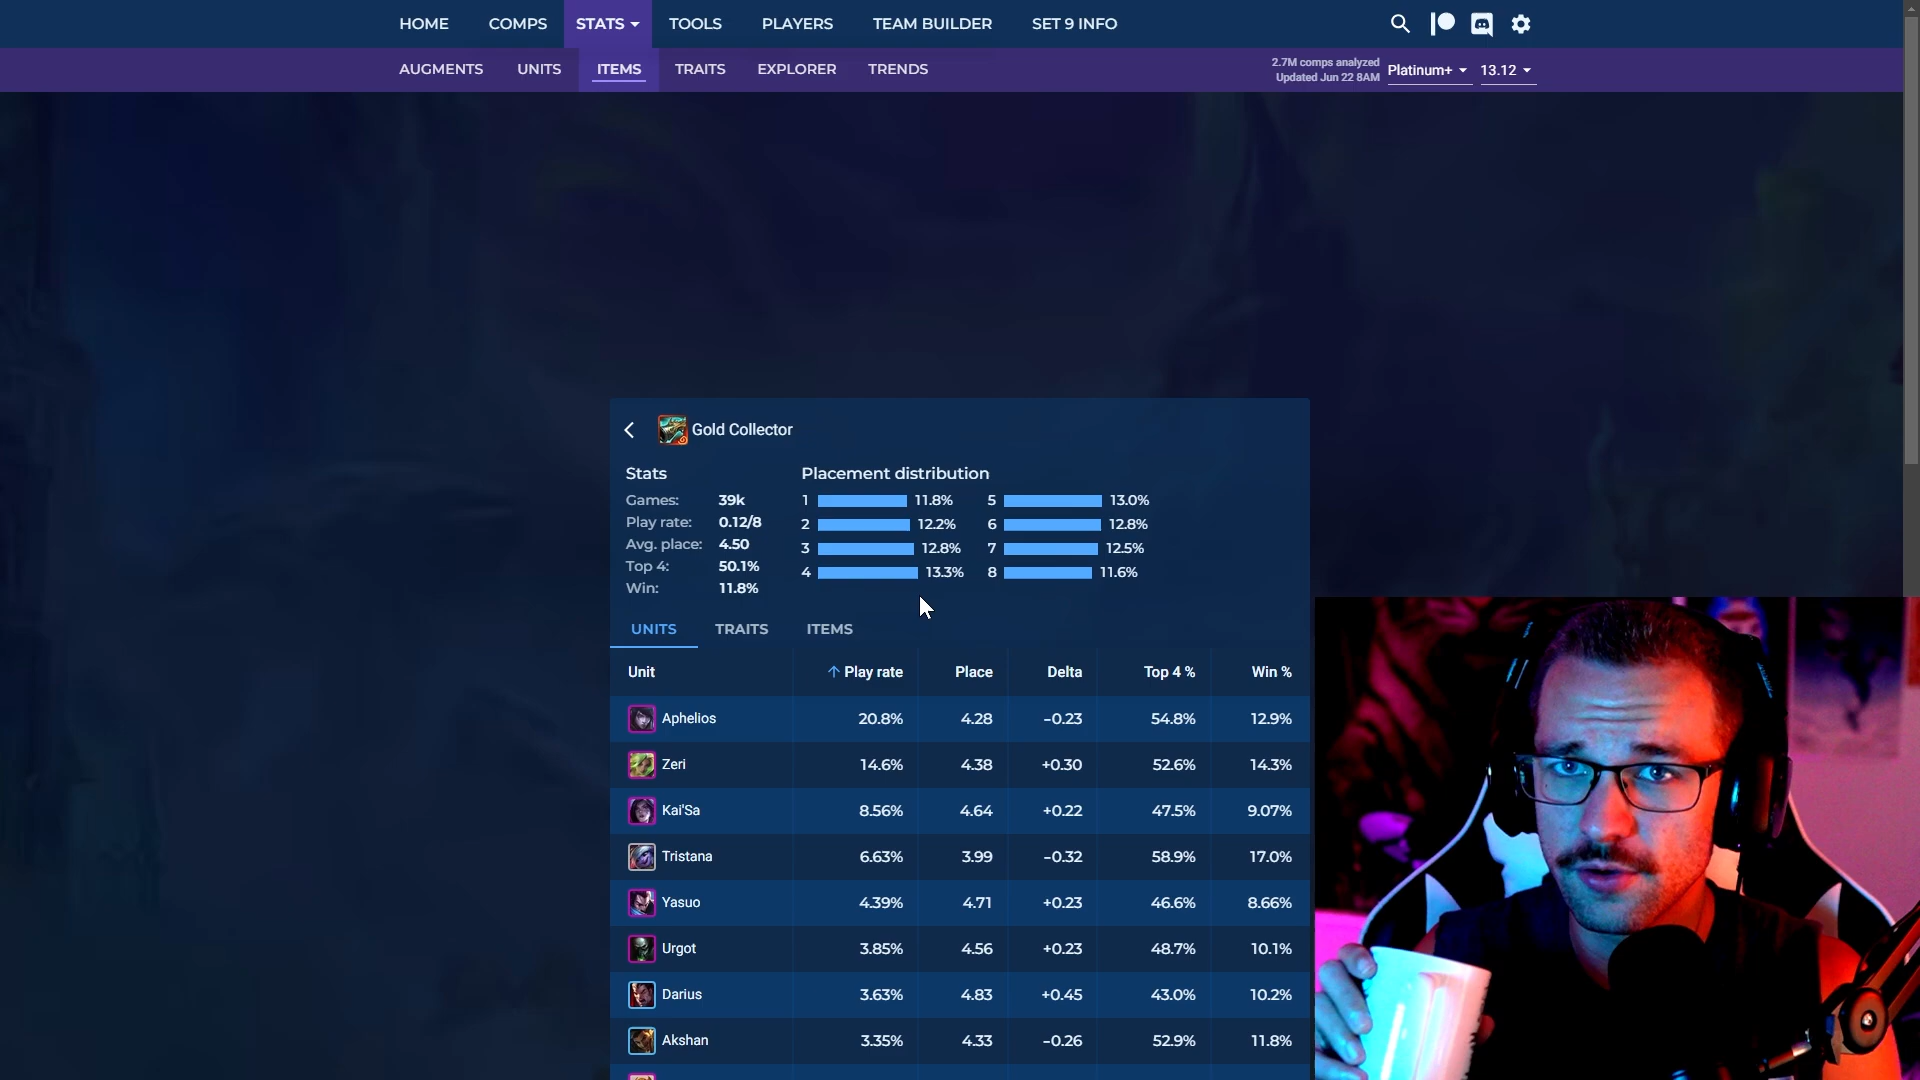 HOME COMPS STATS TOOLS PLAYERS TEAM BUILDER SET 9 INFO
AUGMENTS UNITS ITEMS TRAITS EXPLORER TRENDS
2.7M comps analyzed
Updated Jun 22 8AM
Platinum+ 13.12
Gold Collector
Stats Placement distribution
Games: 39k 1 11.8% 5 13.0%
Play rate: 0.12/8 2 12.2% 6 12.8%
Avg. place: 4.50 3 12.8% 7 12.5%
Top 4: 50.1% 4 13.3% 8 11.6%
Win: 11.8%
UNITS TRAITS ITEMS
Unit Play rate Place Delta Top 4 % Win %
Aphelios 20.8% 4.28 -0.23 54.8% 12.9%
Zeri 14.6% 4.38 +0.30 52.6% 14.3%
Kai'Sa 8.56% 4.64 +0.22 47.5% 9.07%
Tristana 6.63% 3.99 -0.32 58.9% 17.0%
Yasuo 4.39% 4.71 +0.23 46.6% 8.66%
Urgot 3.85% 4.56 +0.23 48.7% 10.1%
Darius 3.63% 4.83 +0.45 43.0% 10.2%
Akshan 3.35% 4.33 -0.26 52.9% 11.8%